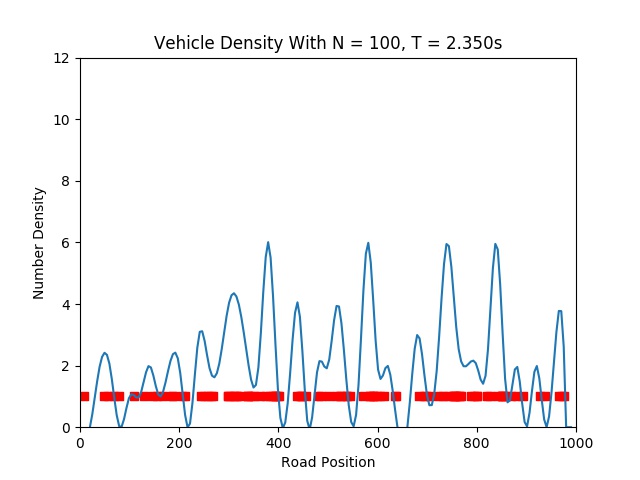 Vehicle Density With N = 100, T = 2.350s
12
10
8
6
4
2
0
Number Density
0 200 400 600 800 1000
Road Position